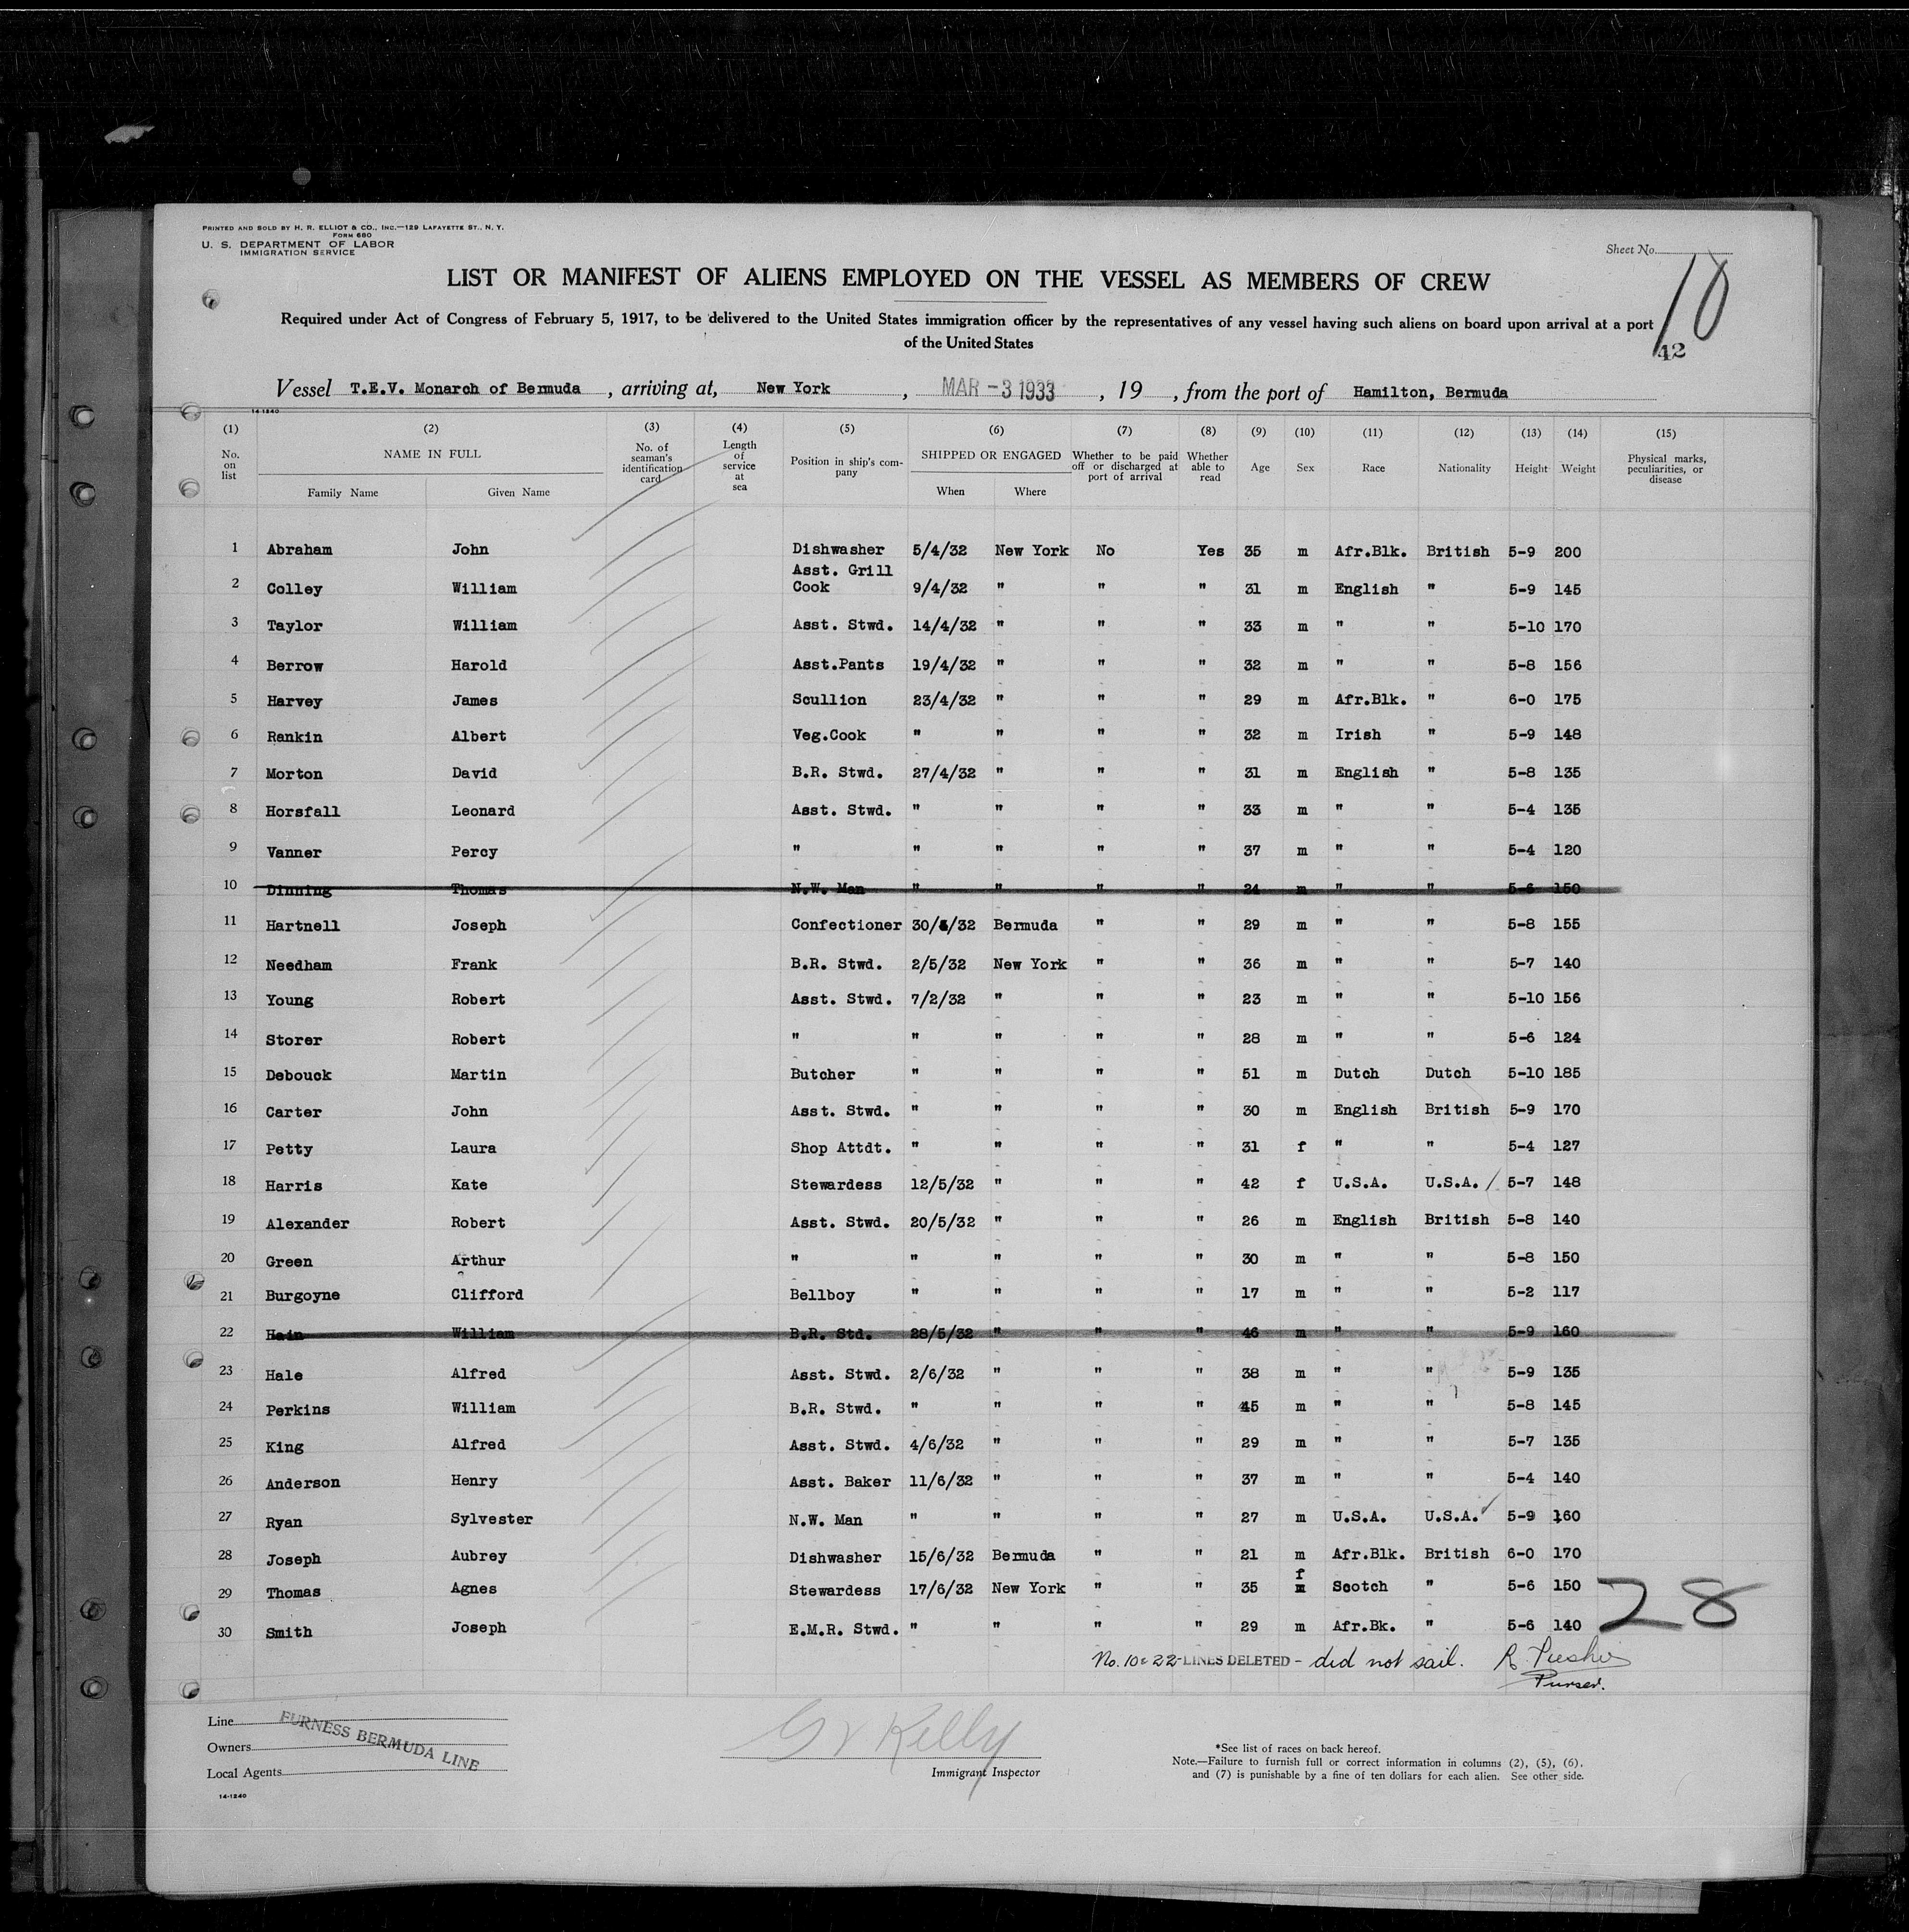 PRINTED AND SOLD BY H. R. ELLIOT & CO., INC.—129 LAFAYETTE ST., N. Y.
FORM 680
U. S. DEPARTMENT OF LABOR
IMMIGRATION SERVICE
Sheet No.
10
42
LIST OR MANIFEST OF ALIENS EMPLOYED ON THE VESSEL AS MEMBERS OF CREW
Required under Act of Congress of February 5, 1917, to be delivered to the United States immigration officer by the representatives of any vessel having such aliens on board upon arrival at a port
of the United States
Vessel T.E.V. Monarch of Bermuda , arriving at, New York , MAR -3 1933 , 19 , from the port of Hamilton, Bermuda
14-1240
(1) (2) (3) (4) (5) (6) (7) (8) (9) (10) (11) (12) (13) (14) (15)
No. on list NAME IN FULL Family Name Given Name No. of seaman's identification card Length of service at sea Position in ship's company SHIPPED OR ENGAGED When Where Whether to be paid off or discharged at port of arrival Whether able to read Age Sex Race Nationality Height Weight Physical marks, peculiarities, or disease
1 Abraham John Dishwasher 5/4/32 New York No Yes 35 m Afr.Blk. British 5-9 200
2 Colley William Asst. Grill Cook 9/4/32 " " " 31 m English " 5-9 145
3 Taylor William Asst. Stwd. 14/4/32 " " " 33 m " " 5-10 170
4 Berrow Harold Asst.Pants 19/4/32 " " " 32 m " " 5-8 156
5 Harvey James Scullion 23/4/32 " " " 29 m Afr.Blk. " 6-0 175
6 Rankin Albert Veg.Cook " " " " 32 m Irish " 5-9 148
7 Morton David B.R. Stwd. 27/4/32 " " " 31 m English " 5-8 135
8 Horsfall Leonard Asst. Stwd. " " " " 33 m " " 5-4 135
9 Vanner Percy " " " " " 37 m " " 5-4 120
10 Dinning Thomas N.W. Man " " " " 24 m " " 5-6 150
11 Hartnell Joseph Confectioner 30/4/32 Bermuda " " 29 m " " 5-8 155
12 Needham Frank B.R. Stwd. 2/5/32 New York " " 36 m " " 5-7 140
13 Young Robert Asst. Stwd. 7/2/32 " " " 23 m " " 5-10 156
14 Storer Robert " " " " " 28 m " " 5-6 124
15 Debouck Martin Butcher " " " " 51 m Dutch Dutch 5-10 185
16 Carter John Asst. Stwd. " " " " 30 m English British 5-9 170
17 Petty Laura Shop Attdt. " " " " 31 f " " 5-4 127
18 Harris Kate Stewardess 12/5/32 " " " 42 f U.S.A. U.S.A. 5-7 148
19 Alexander Robert Asst. Stwd. 20/5/32 " " " 26 m English British 5-8 140
20 Green Arthur " " " " " 30 m " " 5-8 150
21 Burgoyne Clifford Bellboy " " " " 17 m " " 5-2 117
22 Hain William B.R. Std. 28/5/32 " " " 46 m " " 5-9 160
23 Hale Alfred Asst. Stwd. 2/6/32 " " " 38 m " " 5-9 135
24 Perkins William B.R. Stwd. " " " " 45 m " " 5-8 145
25 King Alfred Asst. Stwd. 4/6/32 " " " 29 m " " 5-7 135
26 Anderson Henry Asst. Baker 11/6/32 " " " 37 m " " 5-4 140
27 Ryan Sylvester N.W. Man " " " " 27 m U.S.A. U.S.A. 5-9 160
28 Joseph Aubrey Dishwasher 15/6/32 Bermuda " " 21 m Afr.Blk. British 6-0 170
29 Thomas Agnes Stewardess 17/6/32 New York " " 35 f m Scotch " 5-6 150
30 Smith Joseph E.M.R. Stwd. " " " " 29 m Afr.Bk. " 5-6 140
28
No. 10 & 22 - LINES DELETED - did not sail.
Purser.
Line
Owners
Local Agents
FURNESS BERMUDA LINE
14-1240
Kelly
Immigrant Inspector
*See list of races on back hereof.
Note.—Failure to furnish full or correct information in columns (2), (5), (6),
and (7) is punishable by a fine of ten dollars for each alien. See other side.